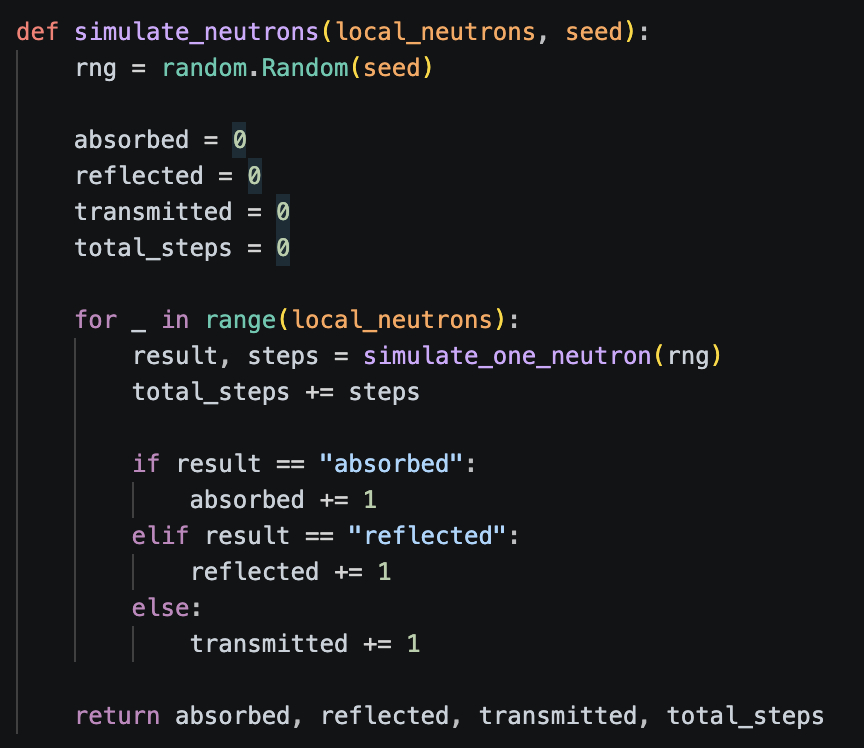 def simulate_neutrons(local_neutrons, seed):
    rng = random.Random(seed)

    absorbed = 0
    reflected = 0
    transmitted = 0
    total_steps = 0

    for _ in range(local_neutrons):
        result, steps = simulate_one_neutron(rng)
        total_steps += steps

        if result == "absorbed":
            absorbed += 1
        elif result == "reflected":
            reflected += 1
        else:
            transmitted += 1

    return absorbed, reflected, transmitted, total_steps